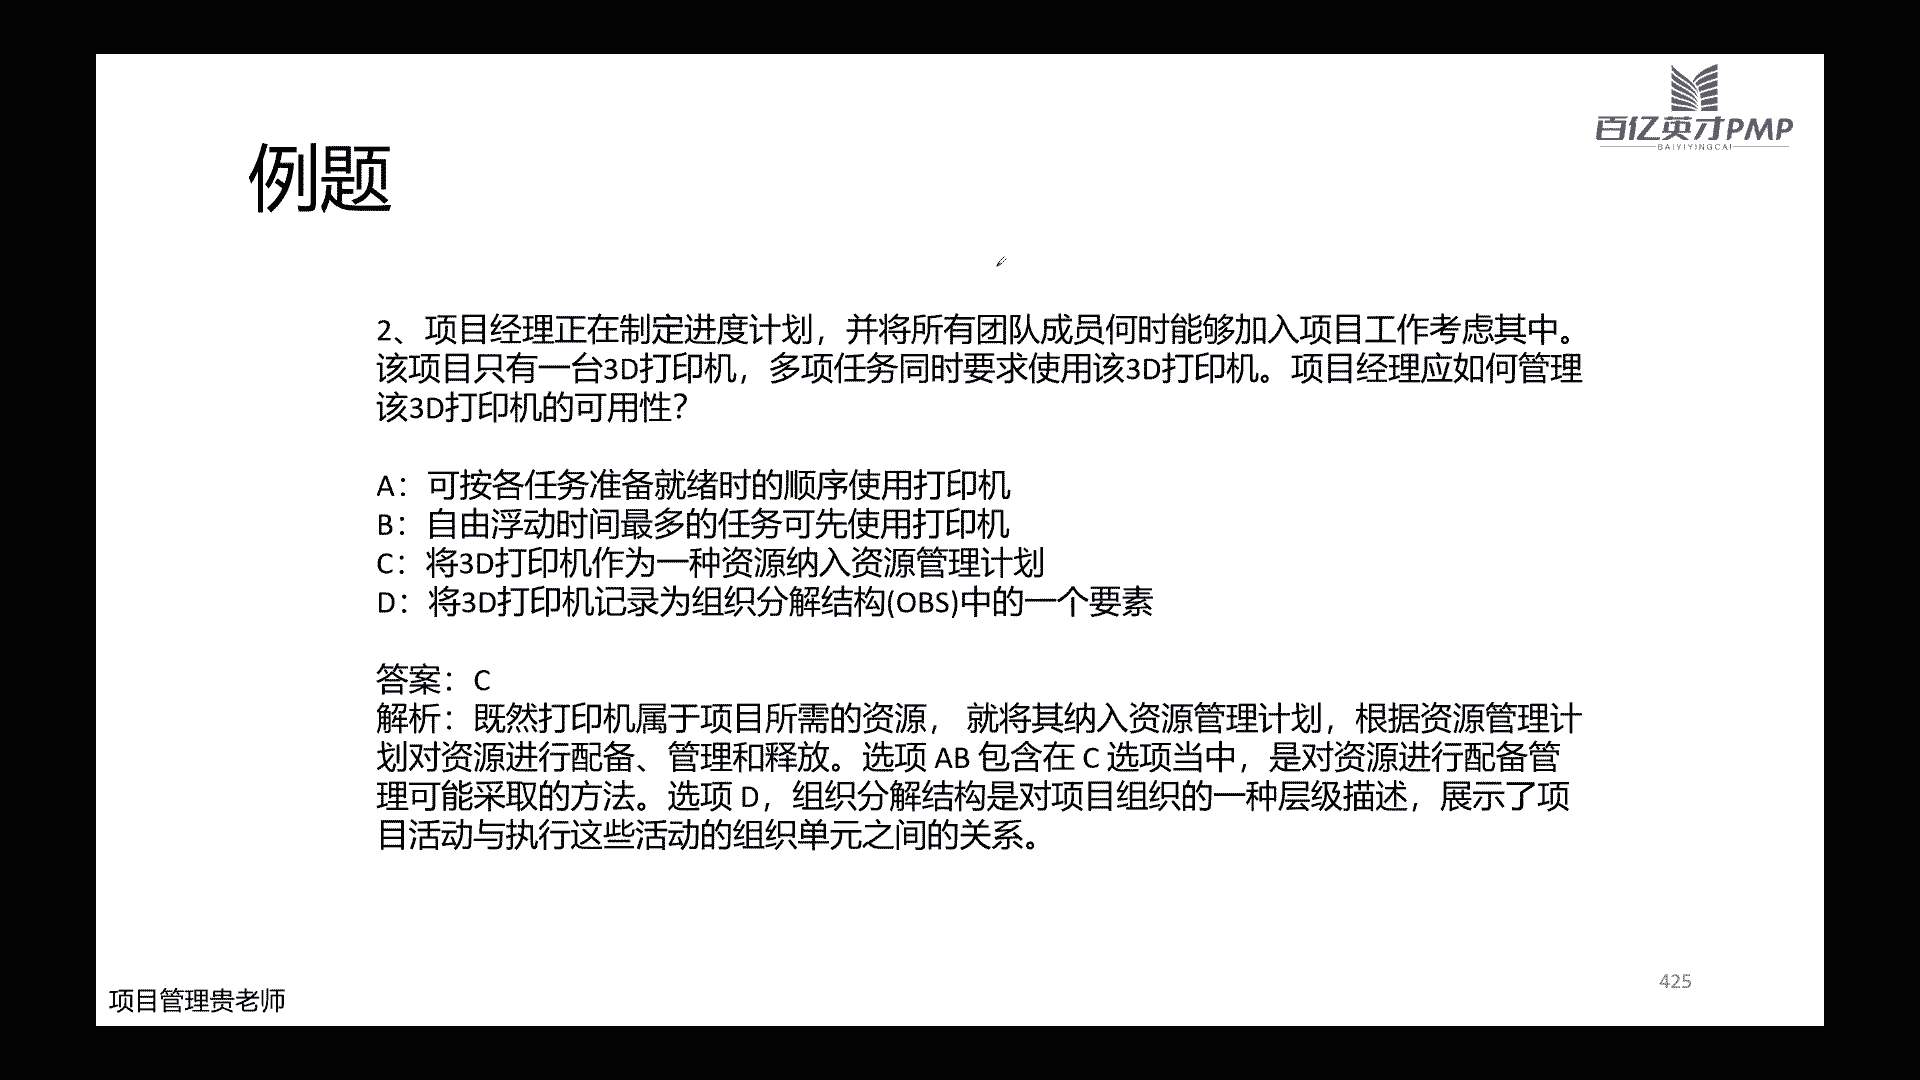 百亿英才PMP
BAIYIYINGCAI
例题
2、项目经理正在制定进度计划，并将所有团队成员何时能够加入项目工作考虑其中。
该项目只有一台3D打印机，多项任务同时要求使用该3D打印机。项目经理应如何管理
该3D打印机的可用性？
A：可按各任务准备就绪时的顺序使用打印机
B：自由浮动时间最多的任务可先使用打印机
C：将3D打印机作为一种资源纳入资源管理计划
D：将3D打印机记录为组织分解结构(OBS)中的一个要素
答案：C
解析：既然打印机属于项目所需的资源， 就将其纳入资源管理计划，根据资源管理计
划对资源进行配备、管理和释放。选项 AB 包含在 C 选项当中，是对资源进行配备管
理可能采取的方法。选项 D，组织分解结构是对项目组织的一种层级描述，展示了项
目活动与执行这些活动的组织单元之间的关系。
425
项目管理贵老师